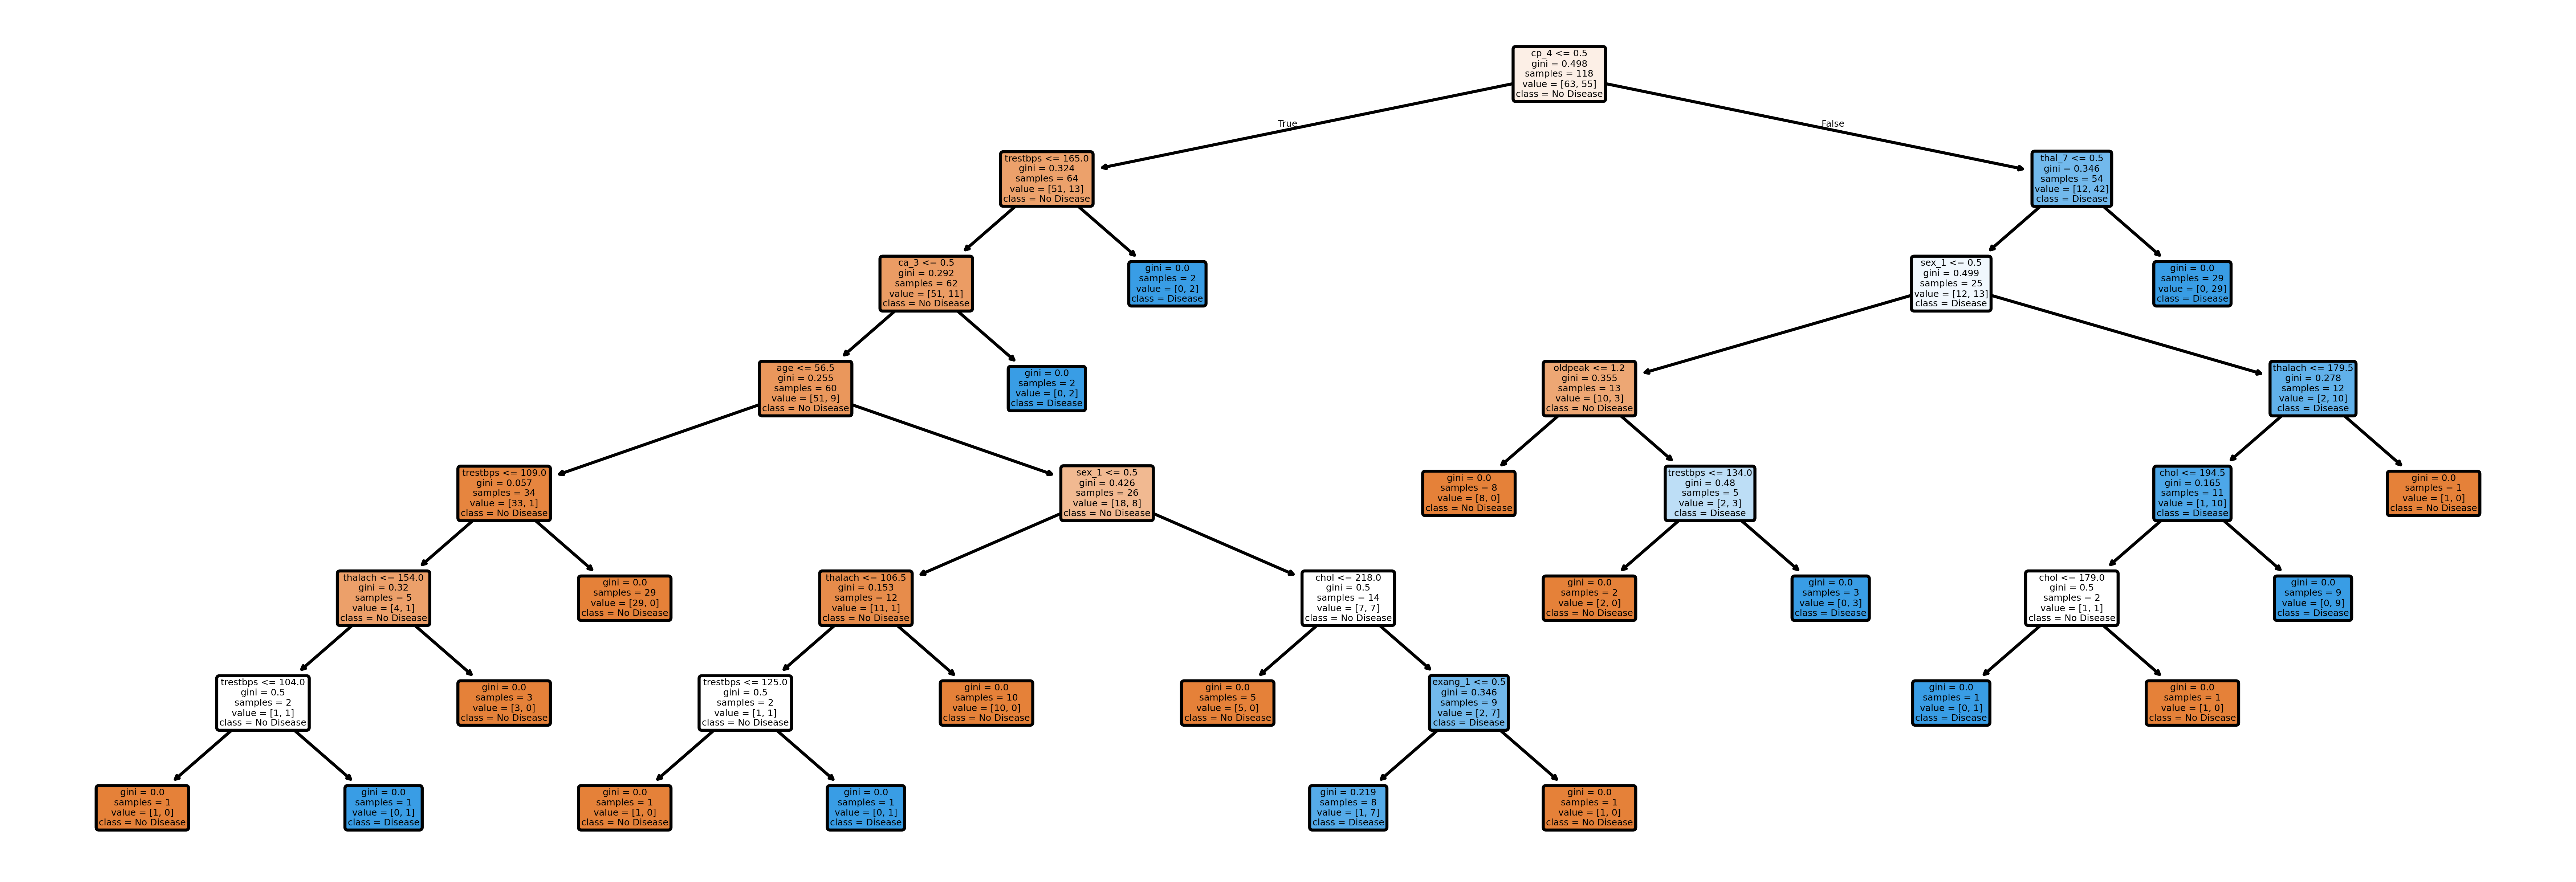 cp_4 <= 0.5
gini = 0.498
samples = 118
value = [63, 55]
class = No Disease
True
False
trestbps <= 165.0
gini = 0.324
samples = 64
value = [51, 13]
class = No Disease
thal_7 <= 0.5
gini = 0.346
samples = 54
value = [12, 42]
class = Disease
ca_3 <= 0.5
gini = 0.292
samples = 62
value = [51, 11]
class = No Disease
gini = 0.0
samples = 2
value = [0, 2]
class = Disease
sex_1 <= 0.5
gini = 0.499
samples = 25
value = [12, 13]
class = Disease
gini = 0.0
samples = 29
value = [0, 29]
class = Disease
age <= 56.5
gini = 0.255
samples = 60
value = [51, 9]
class = No Disease
gini = 0.0
samples = 2
value = [0, 2]
class = Disease
oldpeak <= 1.2
gini = 0.355
samples = 13
value = [10, 3]
class = No Disease
thalach <= 179.5
gini = 0.278
samples = 12
value = [2, 10]
class = Disease
trestbps <= 109.0
gini = 0.057
samples = 34
value = [33, 1]
class = No Disease
sex_1 <= 0.5
gini = 0.426
samples = 26
value = [18, 8]
class = No Disease
gini = 0.0
samples = 8
value = [8, 0]
class = No Disease
trestbps <= 134.0
gini = 0.48
samples = 5
value = [2, 3]
class = Disease
chol <= 194.5
gini = 0.165
samples = 11
value = [1, 10]
class = Disease
gini = 0.0
samples = 1
value = [1, 0]
class = No Disease
thalach <= 154.0
gini = 0.32
samples = 5
value = [4, 1]
class = No Disease
gini = 0.0
samples = 29
value = [29, 0]
class = No Disease
thalach <= 106.5
gini = 0.153
samples = 12
value = [11, 1]
class = No Disease
chol <= 218.0
gini = 0.5
samples = 14
value = [7, 7]
class = No Disease
gini = 0.0
samples = 2
value = [2, 0]
class = No Disease
gini = 0.0
samples = 3
value = [0, 3]
class = Disease
chol <= 179.0
gini = 0.5
samples = 2
value = [1, 1]
class = No Disease
gini = 0.0
samples = 9
value = [0, 9]
class = Disease
trestbps <= 104.0
gini = 0.5
samples = 2
value = [1, 1]
class = No Disease
gini = 0.0
samples = 3
value = [3, 0]
class = No Disease
trestbps <= 125.0
gini = 0.5
samples = 2
value = [1, 1]
class = No Disease
gini = 0.0
samples = 10
value = [10, 0]
class = No Disease
gini = 0.0
samples = 5
value = [5, 0]
class = No Disease
exang_1 <= 0.5
gini = 0.346
samples = 9
value = [2, 7]
class = Disease
gini = 0.0
samples = 1
value = [0, 1]
class = Disease
gini = 0.0
samples = 1
value = [1, 0]
class = No Disease
gini = 0.0
samples = 1
value = [1, 0]
class = No Disease
gini = 0.0
samples = 1
value = [0, 1]
class = Disease
gini = 0.0
samples = 1
value = [1, 0]
class = No Disease
gini = 0.0
samples = 1
value = [0, 1]
class = Disease
gini = 0.219
samples = 8
value = [1, 7]
class = Disease
gini = 0.0
samples = 1
value = [1, 0]
class = No Disease